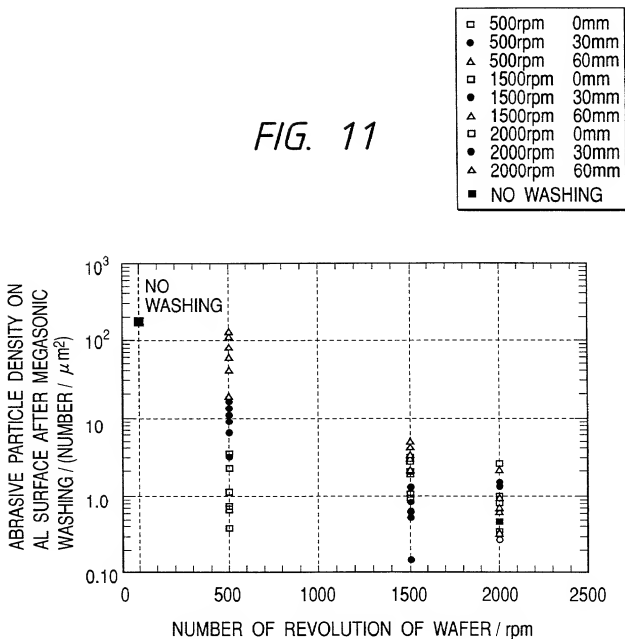 □ 500rpm 0mm
● 500rpm 30mm
△ 500rpm 60mm
□ 1500rpm 0mm
● 1500rpm 30mm
△ 1500rpm 60mm
□ 2000rpm 0mm
● 2000rpm 30mm
△ 2000rpm 60mm
■ NO WASHING
FIG. 11
ABRASIVE PARTICLE DENSITY ON
AL SURFACE AFTER MEGASONIC
WASHING / (NUMBER / μm²)
10³
10²
10
1.0
0.10
NO
WASHING
0 500 1000 1500 2000 2500
NUMBER OF REVOLUTION OF WAFER / rpm